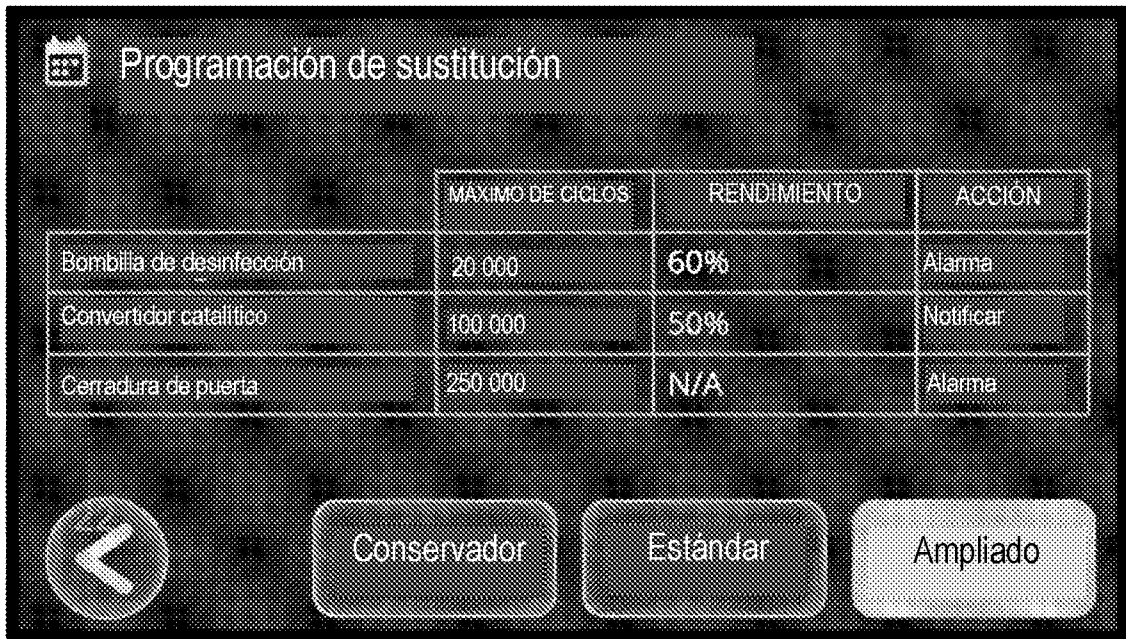 Programación de sustitución
MÁXIMO DE CICLOS RENDIMIENTO ACCIÓN
Bombilla de desinfección 20 000 60% Alarma
Convertidor catalítico 100 000 50% Notificar
Cerradura de puerta 250 000 N/A Alarma
Conservador Estándar Ampliado